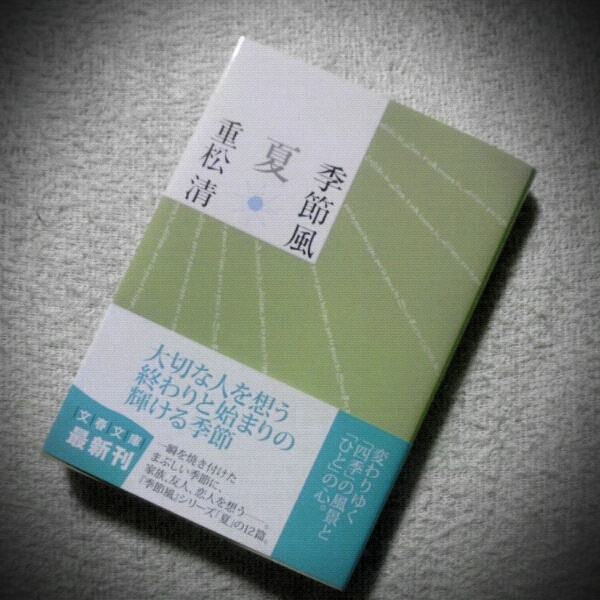 季節風
夏
重松 清
大切な人を想う
終わりと始まりの
輝ける季節
文春文庫
最新刊
一瞬を焼き付けた
まぶしい季節に、
家族、友人、恋人を想う――。
『季節風』シリーズ「夏」の12篇。
変わりゆく
「四季」の風景と
「ひと」の心。